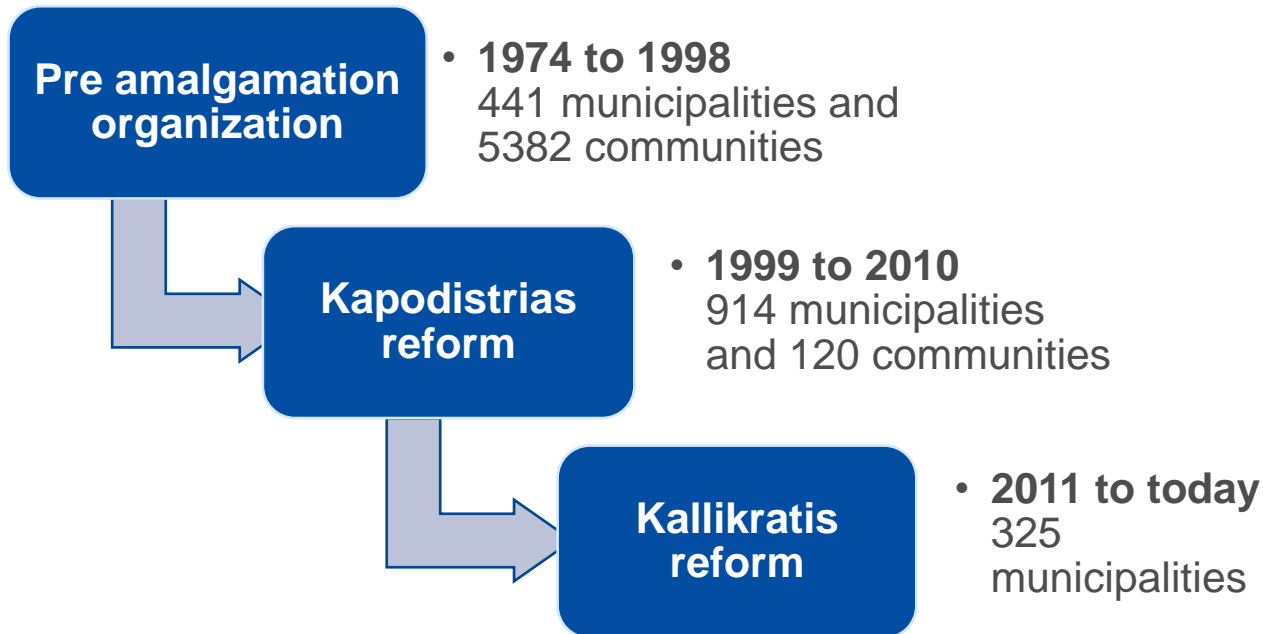 Pre amalgamation
organization
• 1974 to 1998
441 municipalities and
5382 communities
Kapodistrias
reform
• 1999 to 2010
914 municipalities
and 120 communities
Kallikratis
reform
• 2011 to today
325
municipalities